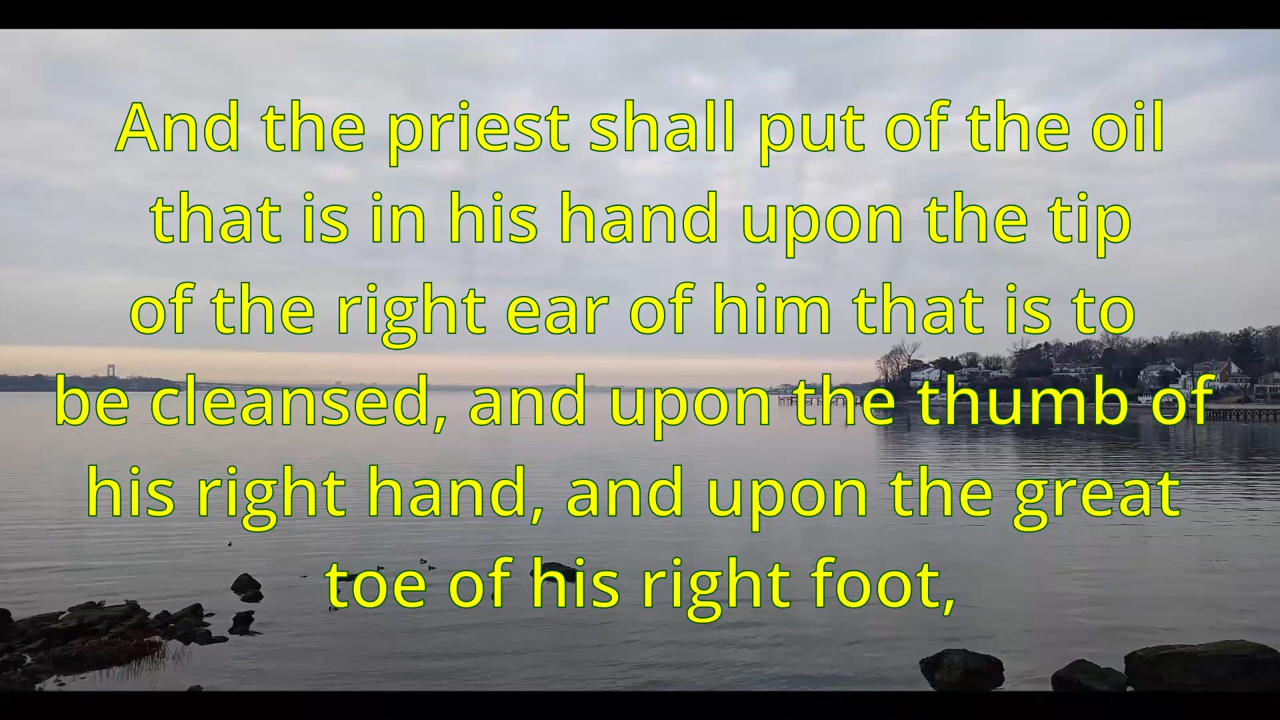 And the priest shall put of the oil
that is in his hand upon the tip
of the right ear of him that is to
be cleansed, and upon the thumb of
his right hand, and upon the great
toe of his right foot,